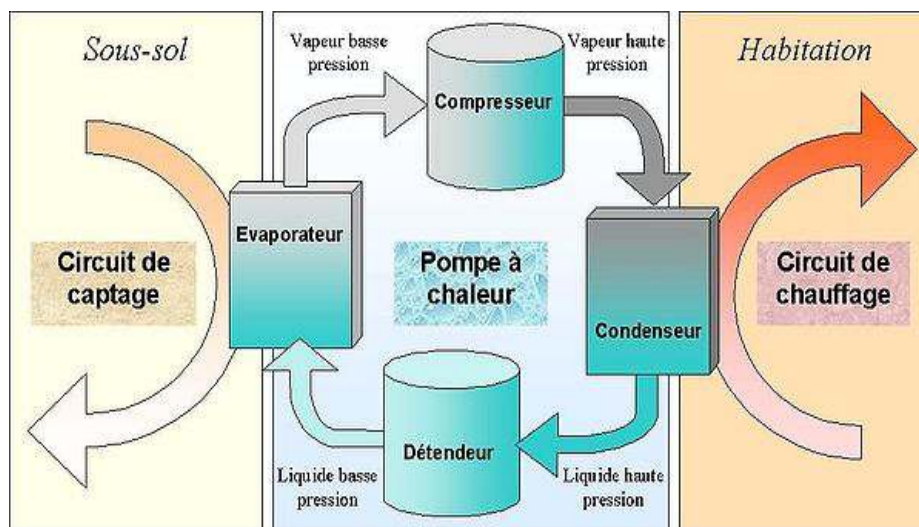 Sous-sol
Vapeur basse
pression
Compresseur
Vapeur haute
pression
Habitation
Evaporateur
Circuit de
captage
Pompe à
chaleur
Condenseur
Circuit de
chauffage
Détendeur
Liquide basse
pression
Liquide haute
pression